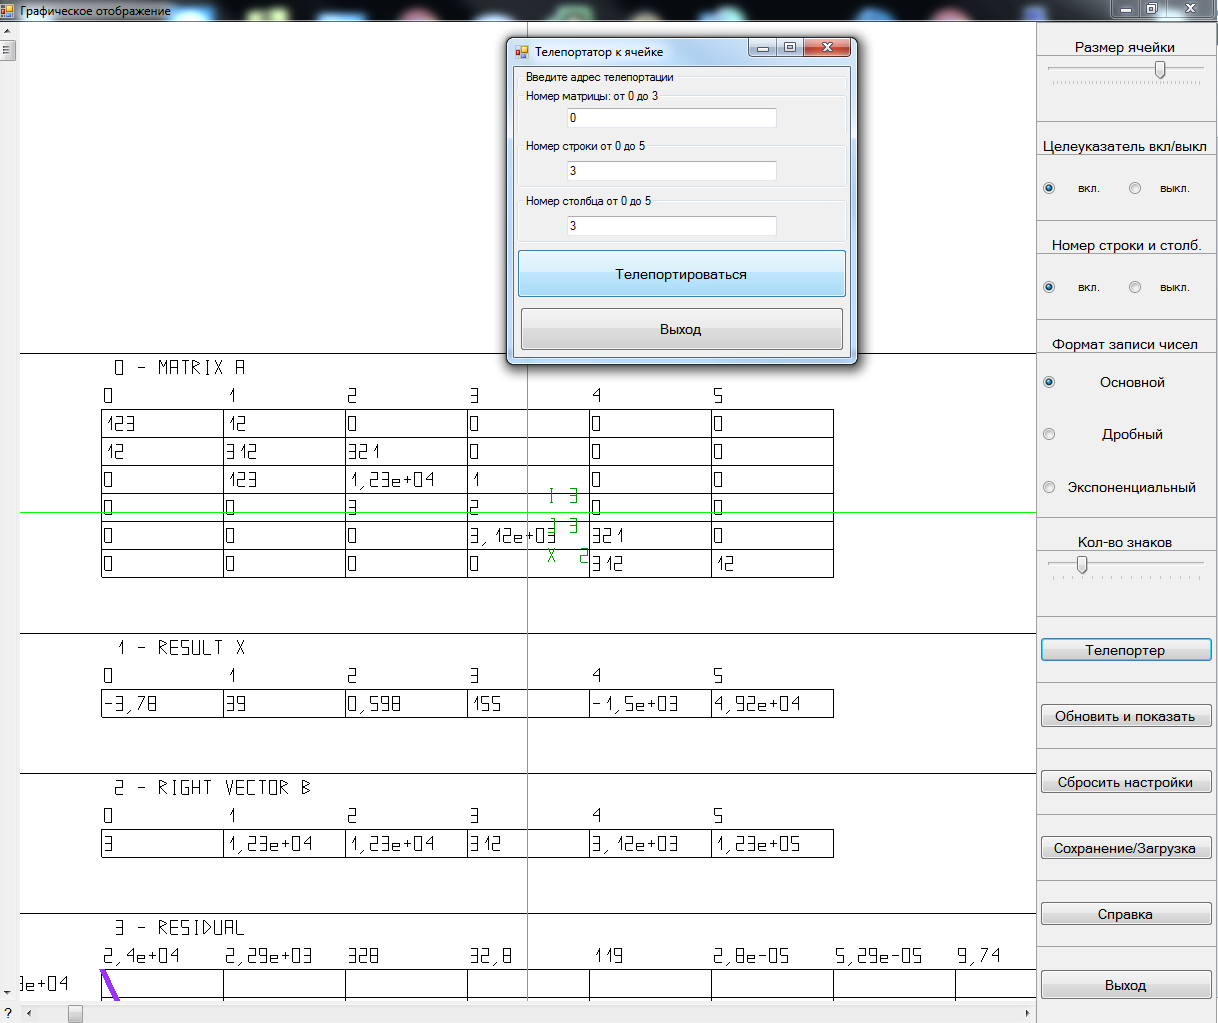 Графическое отображение
Телепортатор к ячейке
Введите адрес телепортации
Номер матрицы: от 0 до 3
0
Номер строки от 0 до 5
3
Номер столбца от 0 до 5
3
Телепортироваться
Выход
0 - MATRIX A
0 1 2 3 4 5
123 12 0 0 0 0
12 312 321 0 0 0
0 123 1,23e+04 1 0 0
I 3
0 0 3 2 0 0
J 3
0 0 0 3,12e+03 321 0
X 2
0 0 0 0 312 12
1 - RESULT X
0 1 2 3 4 5
-3,78 39 0,598 155 -1,5e+03 4,92e+04
2 - RIGHT VECTOR B
0 1 2 3 4 5
3 1,23e+04 1,23e+04 312 3,12e+03 1,23e+05
3 - RESIDUAL
2,4e+04 2,29e+03 328 32,8 119 2,8e-05 5,29e-05 9,74
e+04
?
Размер ячейки
Целеуказатель вкл/выкл
вкл. выкл.
Номер строки и столб.
вкл. выкл.
Формат записи чисел
Основной
Дробный
Экспоненциальный
Кол-во знаков
Телепортер
Обновить и показать
Сбросить настройки
Сохранение/Загрузка
Справка
Выход